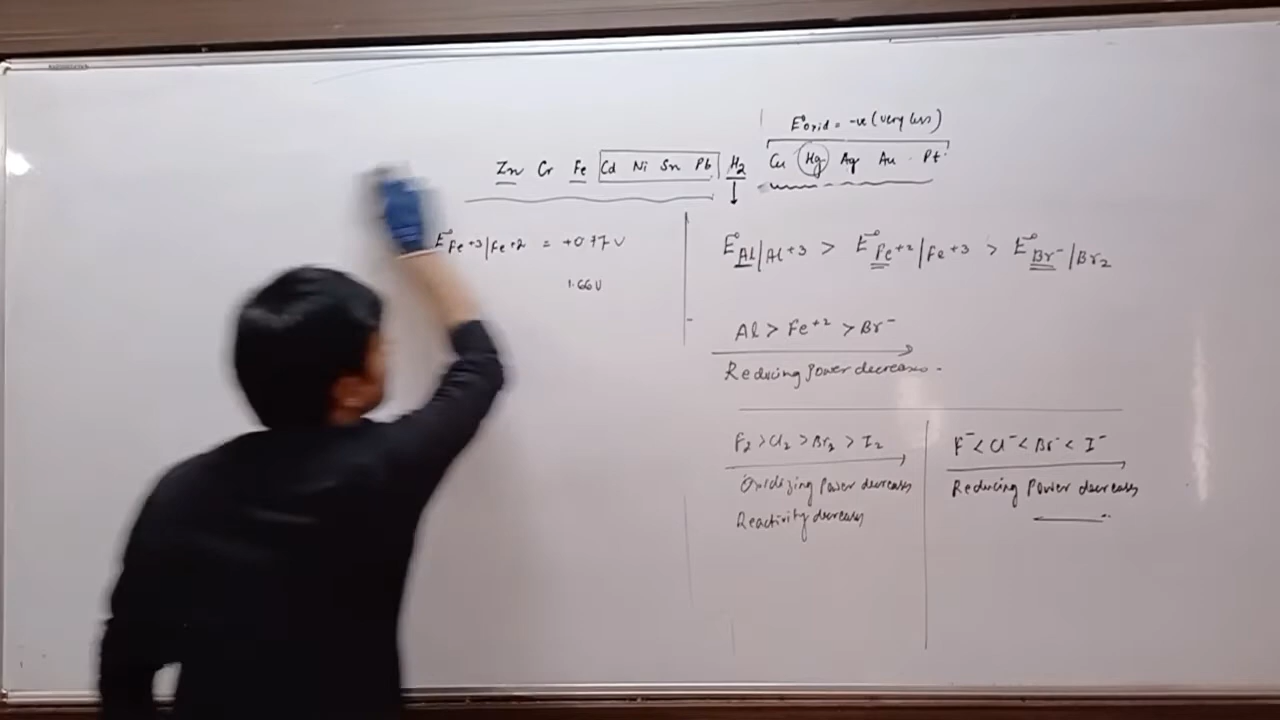 E°oxid = -ve (very less)
Zn Cr Fe Cd Ni Sn Pb H2 Cu Hg Ag Au Pt
E°Fe+3|Fe+2 = +0.77 V
1.66 V
E°Al|Al+3 > E°Fe+2/Fe+3 > E°Br-|Br2
Al > Fe+2 > Br-
Reducing power decreases.
F2 > Cl2 > Br2 > I2
Oxidizing power decreases
Reactivity decreases
F- < Cl- < Br- < I-
Reducing Power decreases